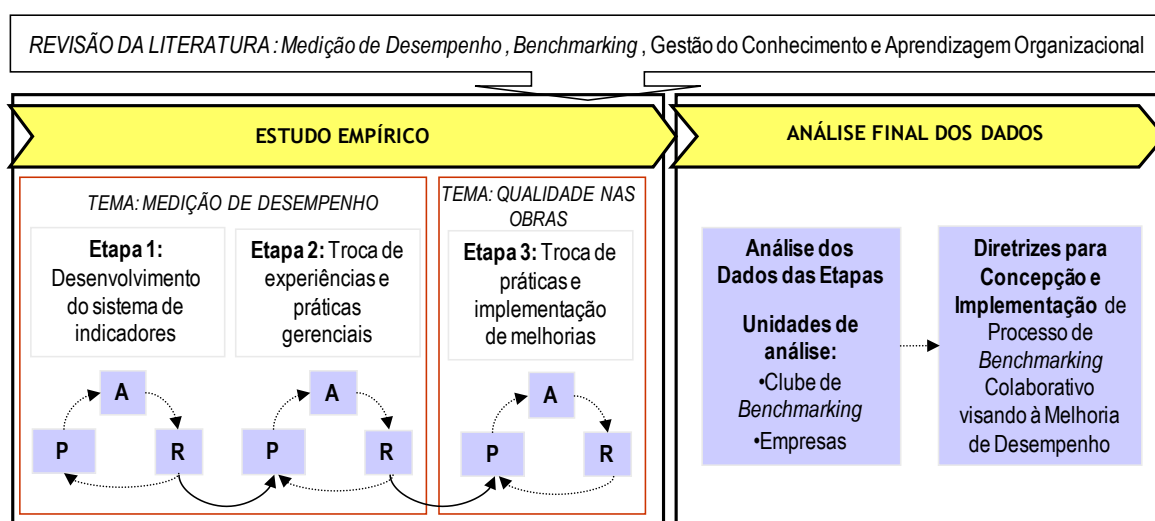 REVISÃO DA LITERATURA : Medição de Desempenho , Benchmarking , Gestão do Conhecimento e Aprendizagem Organizacional
ESTUDO EMPÍRICO
ANÁLISE FINAL DOS DADOS
TEMA: MEDIÇÃO DE DESEMPENHO
TEMA: QUALIDADE NAS
OBRAS
Etapa 1:
Desenvolvimento
do sistema de
indicadores
Etapa 2: Troca de
experiências e
práticas
gerenciais
Etapa 3: Troca de
práticas e
implementação
de melhorias
A
P
R
A
P
R
A
P
R
Análise dos
Dados das Etapas
Unidades de
análise:
•Clube de
Benchmarking
•Empresas
Diretrizes para
Concepção e
Implementação de
Processo de
Benchmarking
Colaborativo
visando à Melhoria
de Desempenho